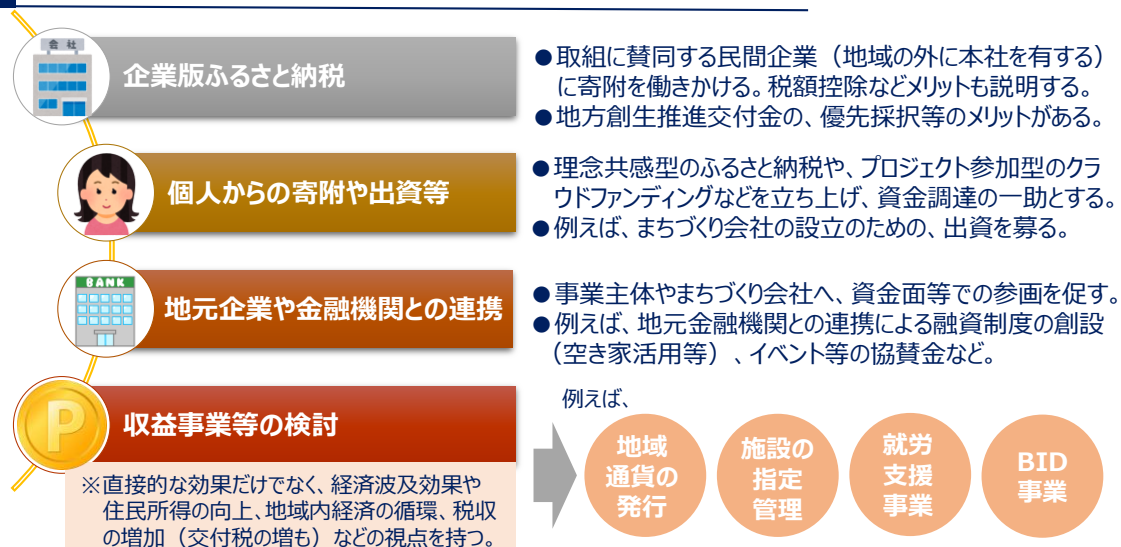 会社
企業版ふるさと納税
●取組に賛同する民間企業（地域の外に本社を有する）
に寄附を働きかける。税額控除などメリットも説明する。
●地方創生推進交付金の、優先採択等のメリットがある。
個人からの寄附や出資等
●理念共感型のふるさと納税や、プロジェクト参加型のクラ
ウドファンディングなどを立ち上げ、資金調達の一助とする。
●例えば、まちづくり会社の設立のための、出資を募る。
BANK
地元企業や金融機関との連携
●事業主体やまちづくり会社へ、資金面等での参画を促す。
●例えば、地元金融機関との連携による融資制度の創設
（空き家活用等）、イベント等の協賛金など。
P
収益事業等の検討
※直接的な効果だけでなく、経済波及効果や
住民所得の向上、地域内経済の循環、税収
の増加（交付税の増も）などの視点を持つ。
例えば、
地域
通貨の
発行
施設の
指定
管理
就労
支援
事業
BID
事業